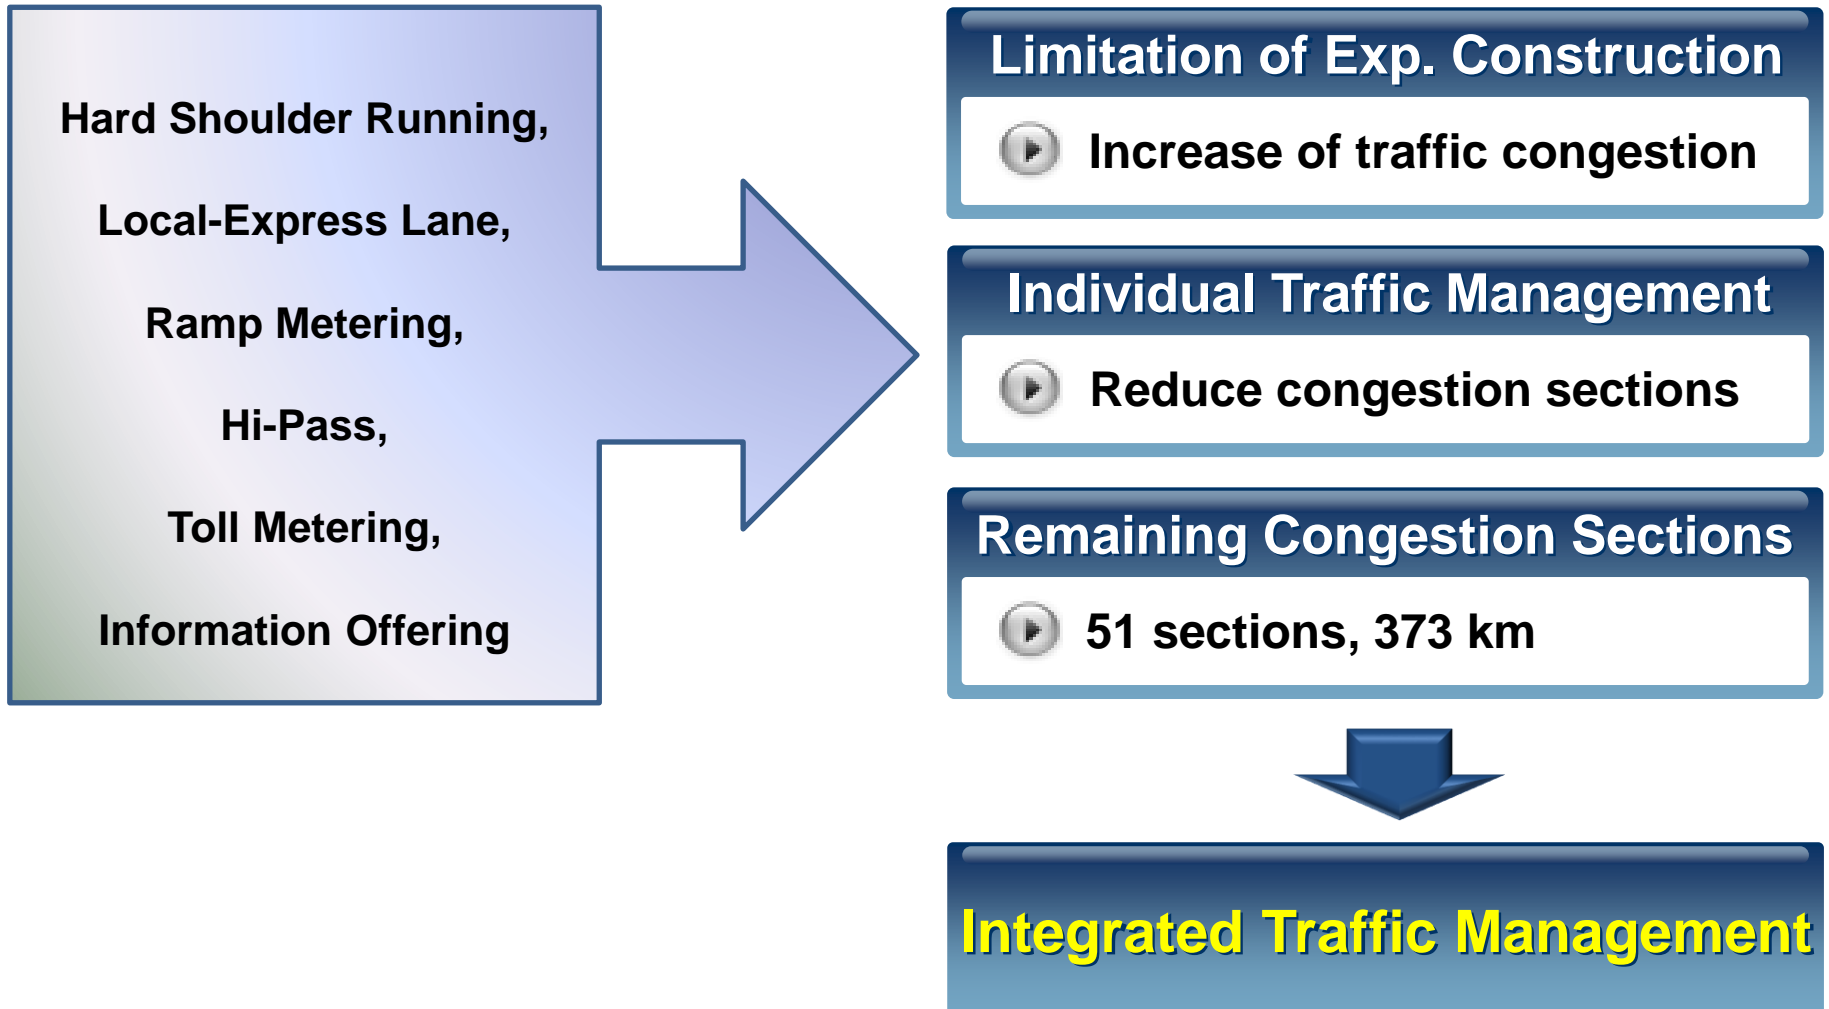 Hard Shoulder Running,
Local-Express Lane,
Ramp Metering,
Hi-Pass,
Toll Metering,
Information Offering
Limitation of Exp. Construction
Increase of traffic congestion
Individual Traffic Management
Reduce congestion sections
Remaining Congestion Sections
51 sections, 373 km
Integrated Traffic Management